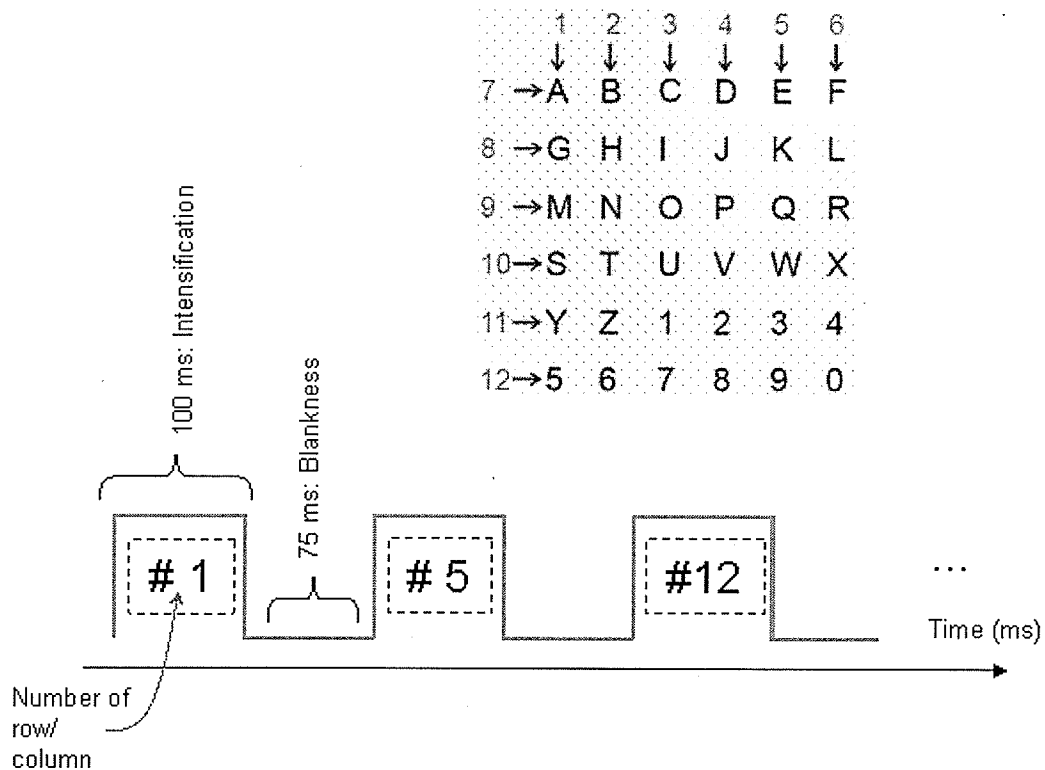 1 2 3 4 5 6
↓ ↓ ↓ ↓ ↓ ↓
7 →A B C D E F
8 →G H I J K L
9 →M N O P Q R
10→S T U V W X
11→Y Z 1 2 3 4
12→5 6 7 8 9 0
100 ms: Intensification
75 ms: Blankness
# 1
# 5
#12
...
Time (ms)
Number of
row/
column